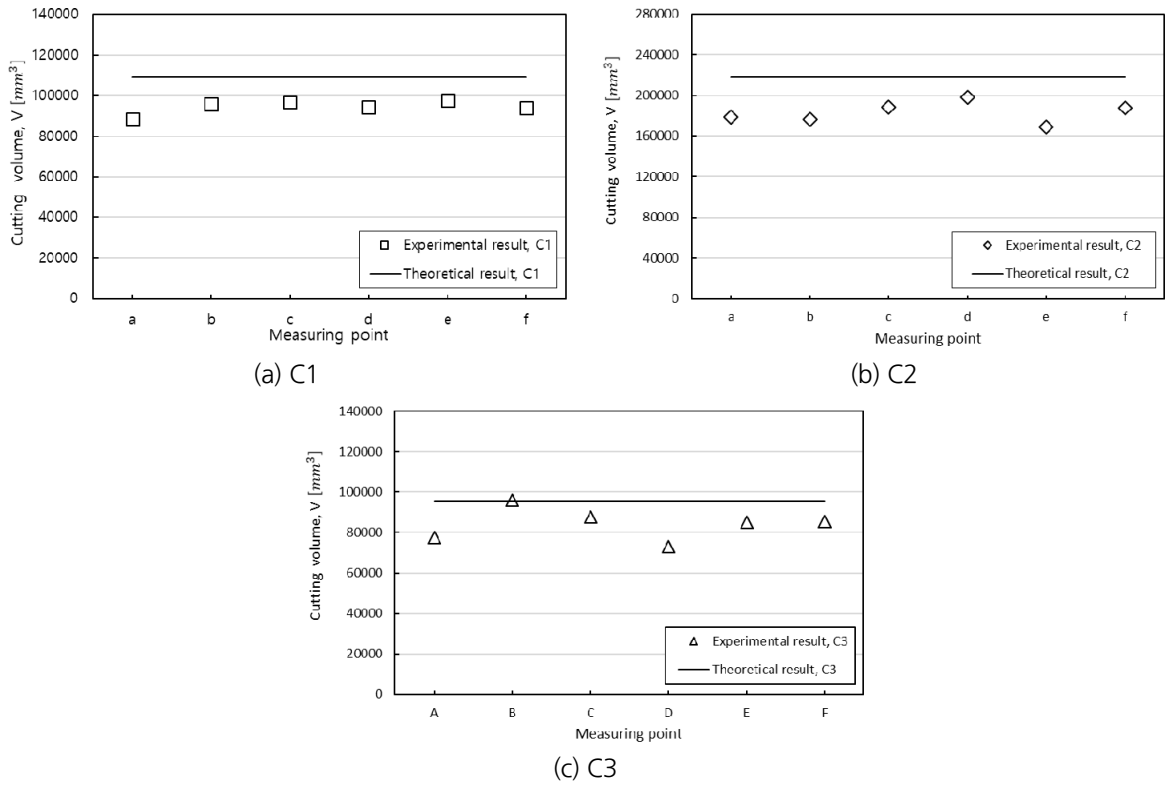 140000
120000
100000
80000
60000
40000
20000
0
Cutting volume, V [mm³]
a b c d e f
Measuring point
Experimental result, C1
Theoretical result, C1
(a) C1
280000
240000
200000
160000
120000
80000
40000
0
Cutting volume, V [mm³]
a b c d e f
Measuring point
Experimental result, C2
Theoretical result, C2
(b) C2
140000
120000
100000
80000
60000
40000
20000
0
Cutting volume, V [mm³]
A B C D E F
Measuring point
Experimental result, C3
Theoretical result, C3
(c) C3